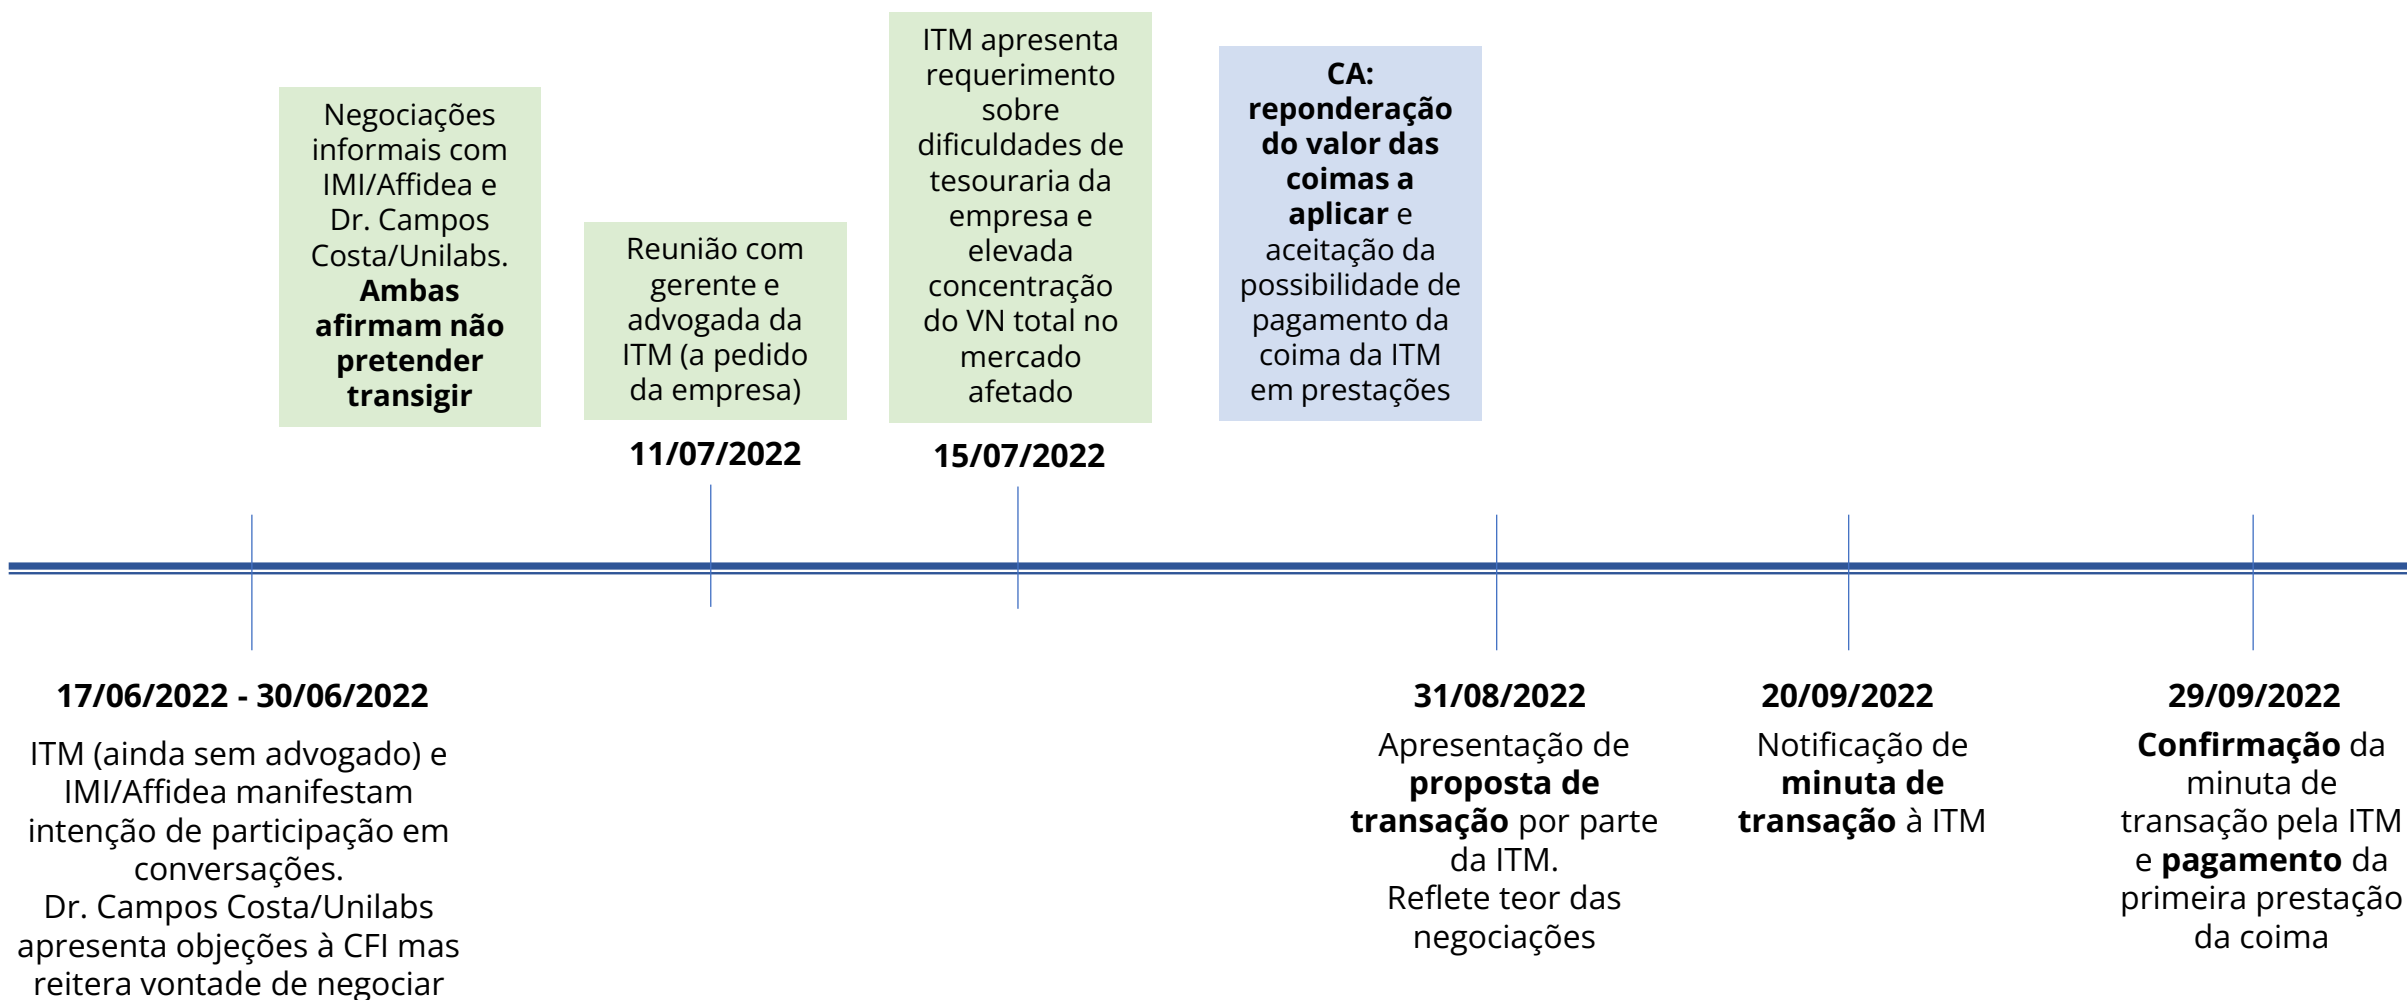 Negociações
informais com
IMI/Affidea e
Dr. Campos
Costa/Unilabs.
Ambas
afirmam não
pretender
transigir
Reunião com
gerente e
advogada da
ITM (a pedido
da empresa)
11/07/2022
ITM apresenta
requerimento
sobre
dificuldades de
tesouraria da
empresa e
elevada
concentração
do VN total no
mercado
afetado
15/07/2022
CA:
reponderação
do valor das
coimas a
aplicar e
aceitação da
possibilidade de
pagamento da
coima da ITM
em prestações
17/06/2022 - 30/06/2022
ITM (ainda sem advogado) e
IMI/Affidea manifestam
intenção de participação em
conversações.
Dr. Campos Costa/Unilabs
apresenta objeções à CFI mas
reitera vontade de negociar
31/08/2022
Apresentação de
proposta de
transação por parte
da ITM.
Reflete teor das
negociações
20/09/2022
Notificação de
minuta de
transação à ITM
29/09/2022
Confirmação da
minuta de
transação pela ITM
e pagamento da
primeira prestação
da coima